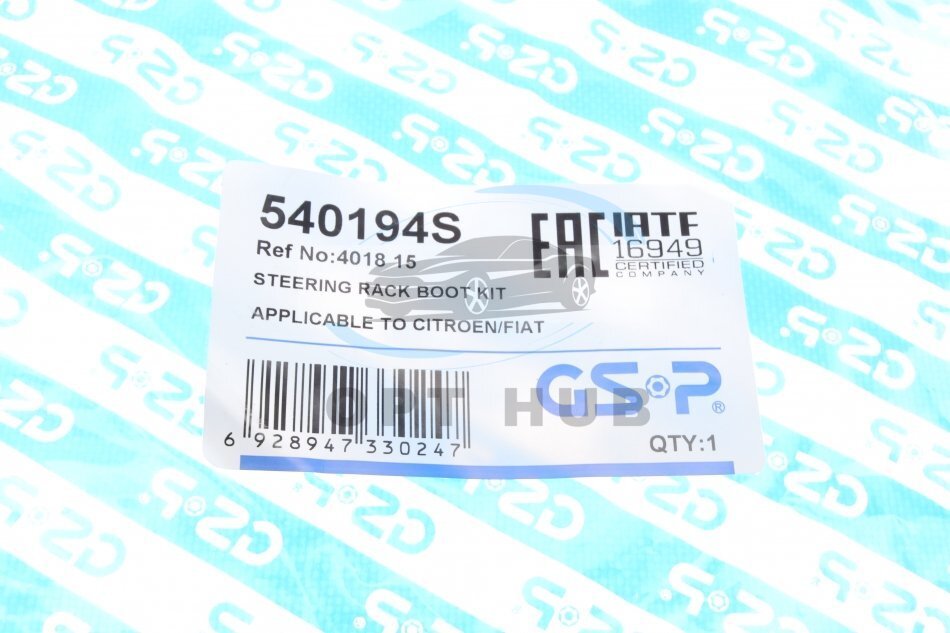 540194S
Ref No:4018 15
STEERING RACK BOOT KIT
APPLICABLE TO CITROEN/FIAT
EAC
IATF
16949
CERTIFIED
COMPANY
GSP®
OPT HUB
6 928947 330247
QTY:1